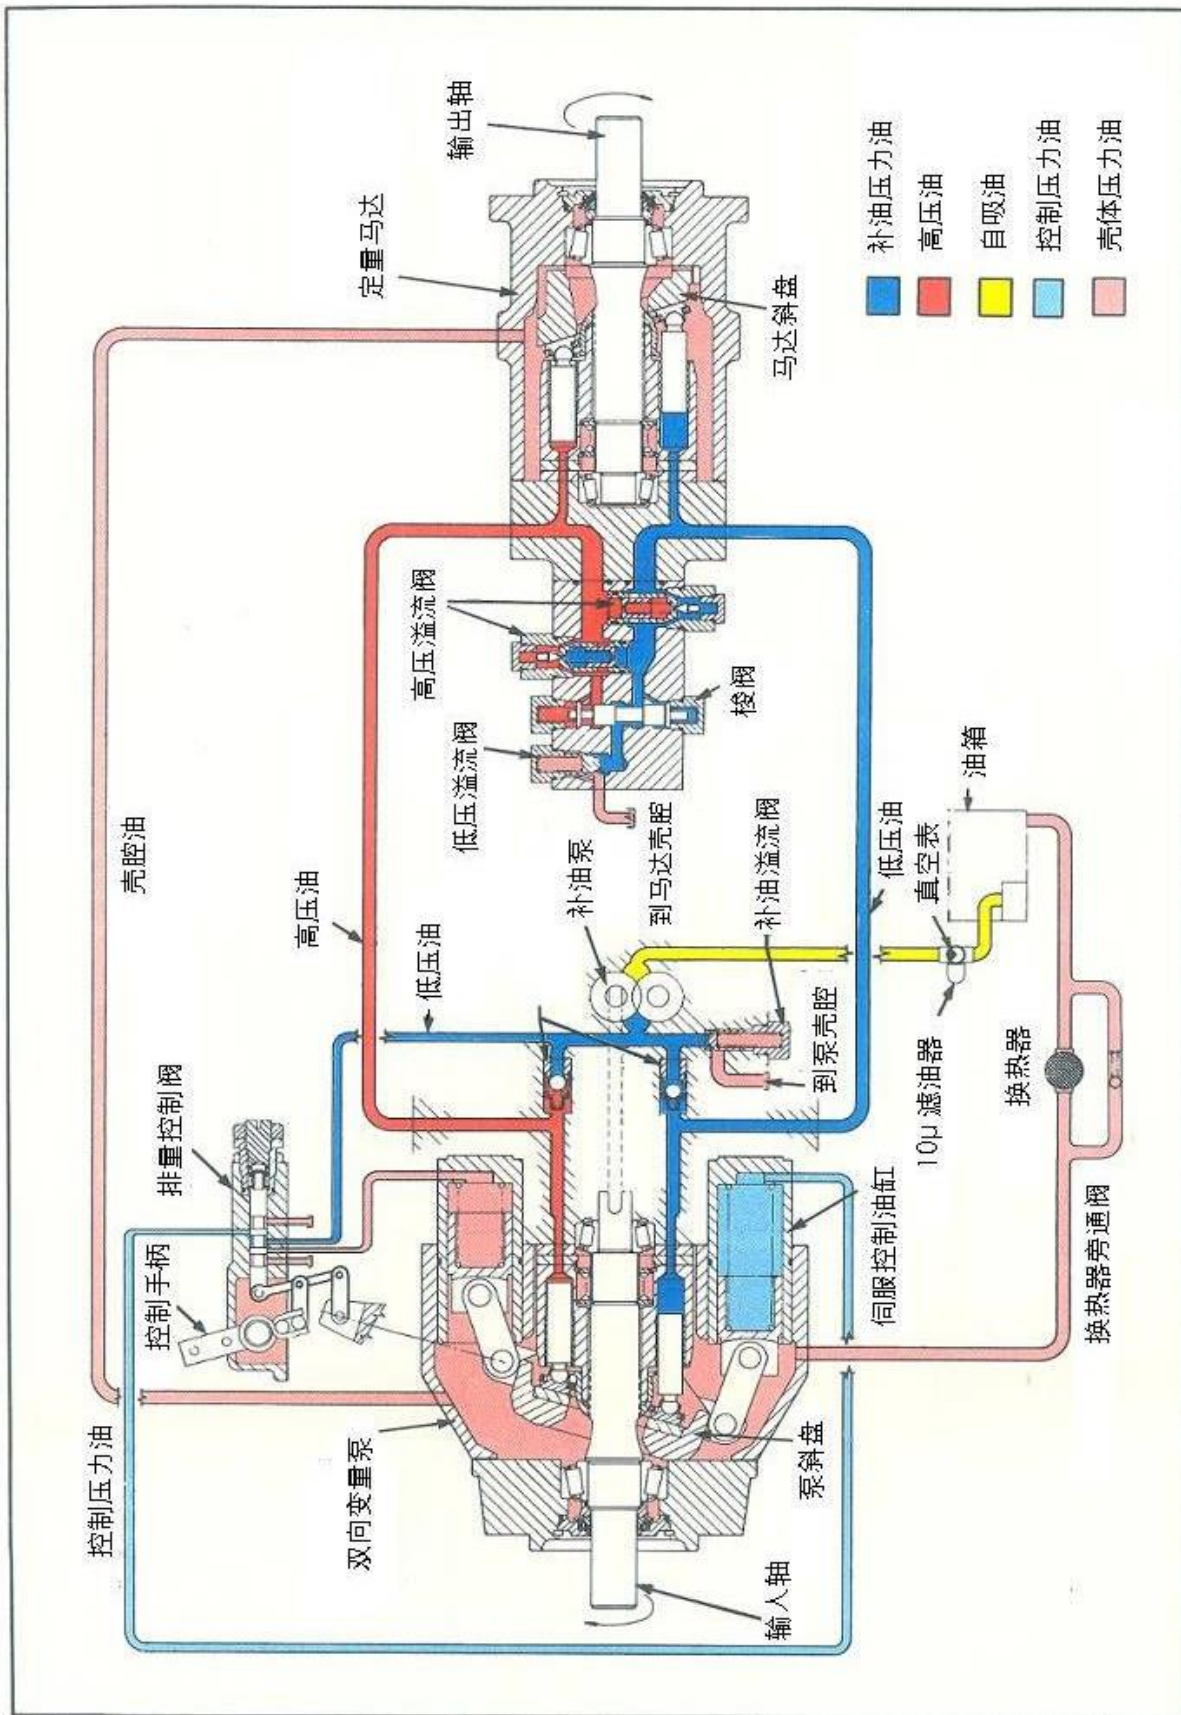 控制压力油
壳腔油
控制手柄
排量控制阀
高压油
双向变量泵
定量马达
低压油
高压溢流阀
低压溢流阀
输出轴
补油泵
到马达壳腔
梭阀
输人轴
补油溢流阀
马达斜盘
泵斜盘
到泵壳腔
伺服控制油缸
低压油
10μ 滤油器
真空表
油箱
换热器
换热器旁通阀
补油压力油
高压油
自吸油
控制压力油
壳体压力油